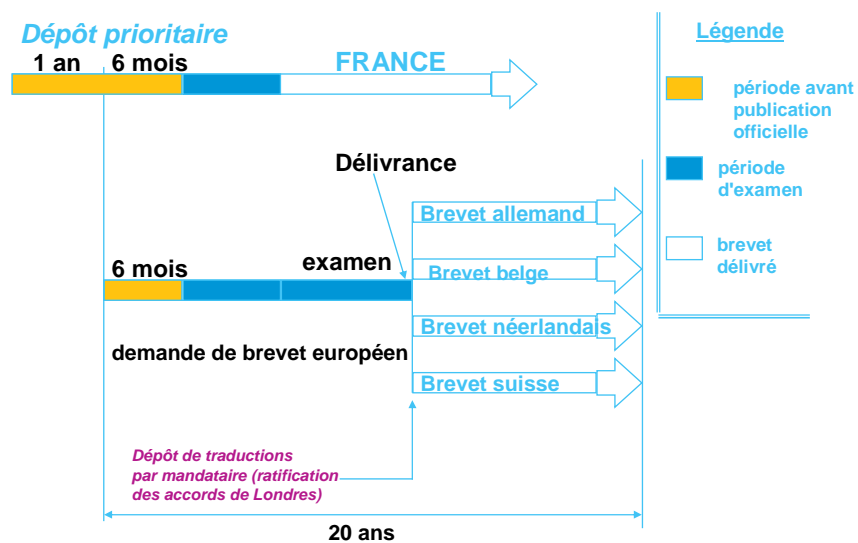 Dépôt prioritaire
1 an 6 mois
FRANCE
Légende
période avant
publication
officielle
période
d'examen
brevet
délivré
Délivrance
Brevet allemand
6 mois
examen
Brevet belge
Brevet néerlandais
demande de brevet européen
Brevet suisse
Dépôt de traductions
par mandataire (ratification
des accords de Londres)
20 ans